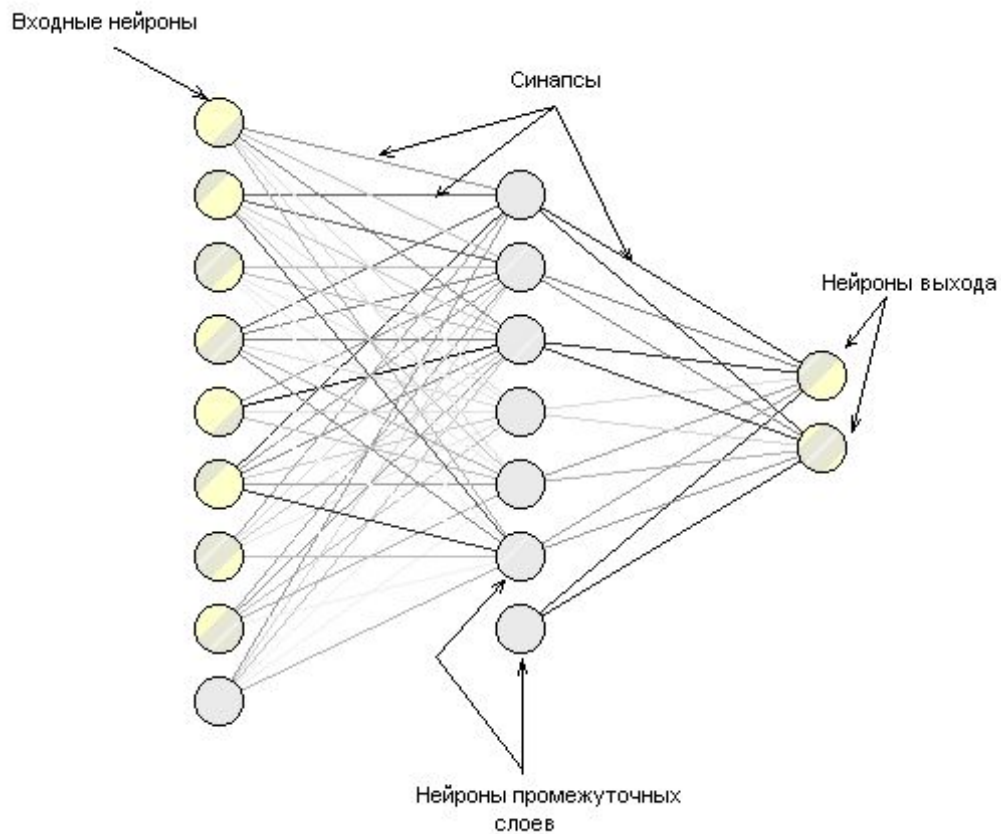 Входные нейроны
Синапсы
Нейроны выхода
Нейроны промежуточных
слоев